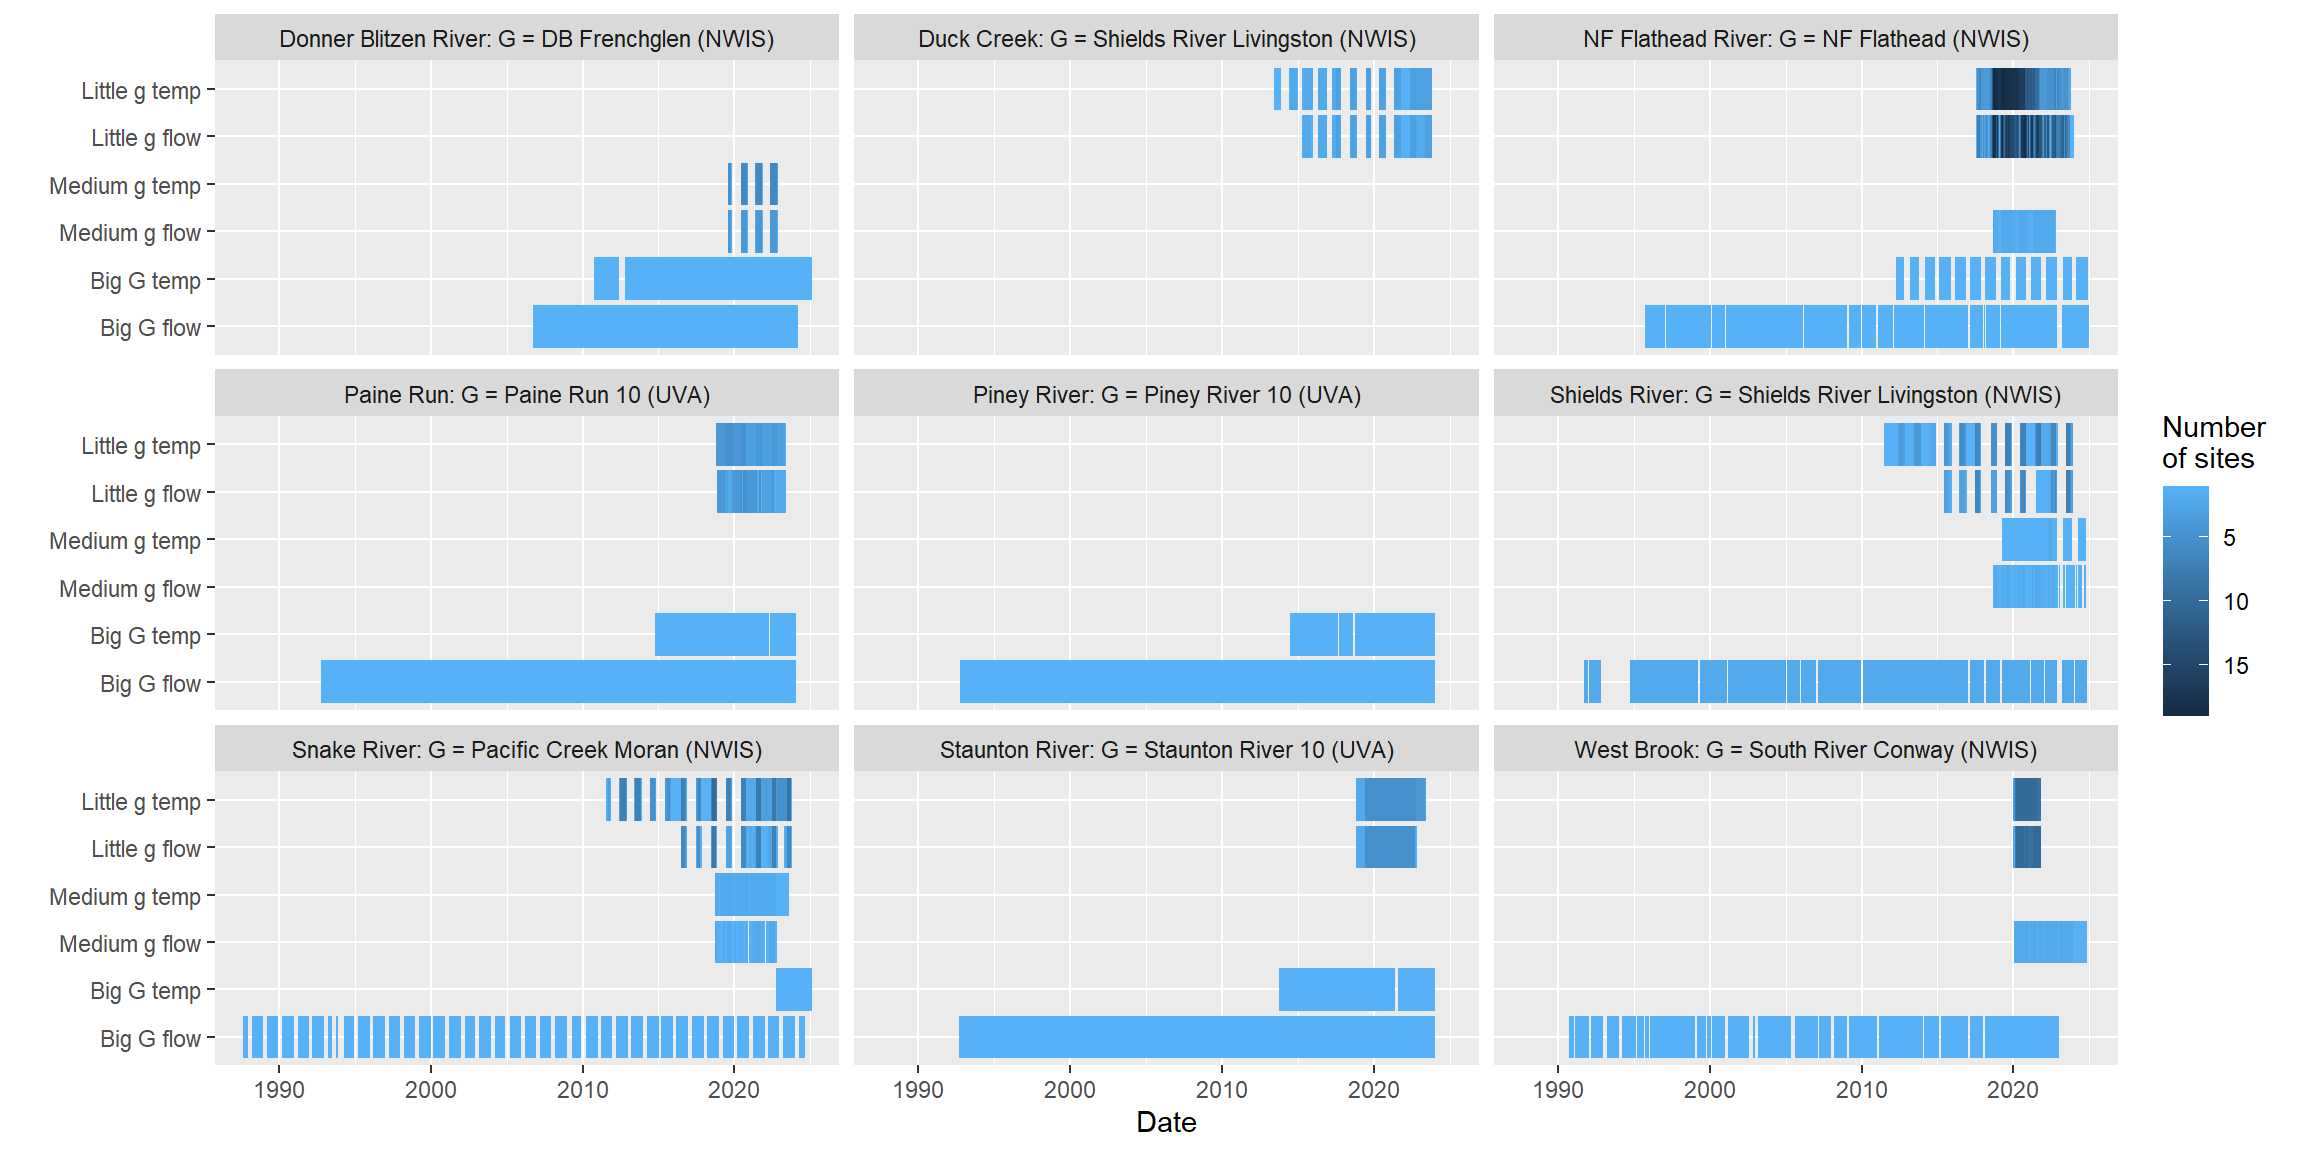 Donner Blitzen River: G = DB Frenchglen (NWIS)
Duck Creek: G = Shields River Livingston (NWIS)
NF Flathead River: G = NF Flathead (NWIS)
Little g temp
Little g flow
Medium g temp
Medium g flow
Big G temp
Big G flow
Paine Run: G = Paine Run 10 (UVA)
Piney River: G = Piney River 10 (UVA)
Shields River: G = Shields River Livingston (NWIS)
Little g temp
Little g flow
Medium g temp
Medium g flow
Big G temp
Big G flow
Snake River: G = Pacific Creek Moran (NWIS)
Staunton River: G = Staunton River 10 (UVA)
West Brook: G = South River Conway (NWIS)
Little g temp
Little g flow
Medium g temp
Medium g flow
Big G temp
Big G flow
1990 2000 2010 2020
1990 2000 2010 2020
1990 2000 2010 2020
Date
Number
of sites
5
10
15